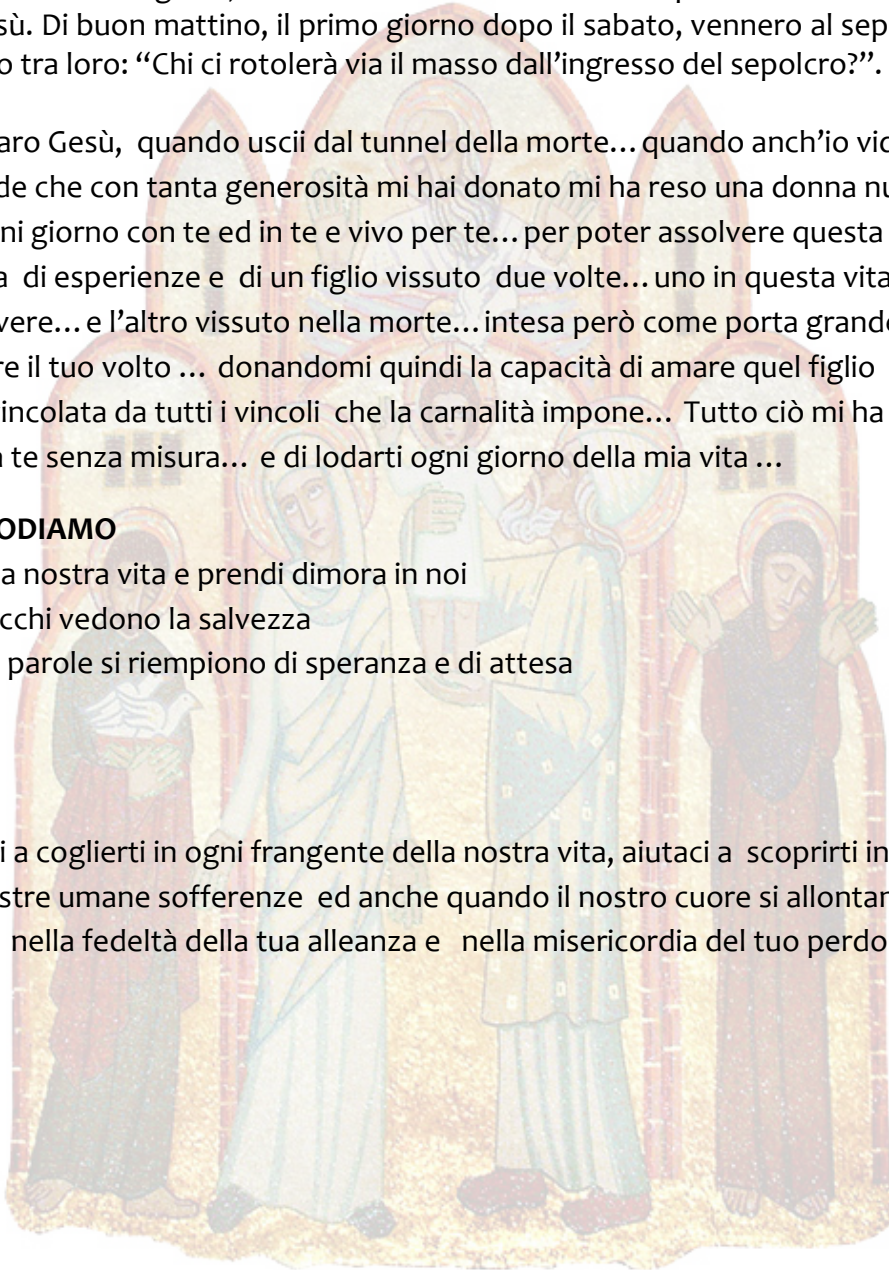 sù. Di buon mattino, il primo giorno dopo il sabato, vennero al sep
o tra loro: “Chi ci rotolerà via il masso dall’ingresso del sepolcro?”.
aro Gesù,  quando uscii dal tunnel della morte…quando anch’io vid
de che con tanta generosità mi hai donato mi ha reso una donna nu
ni giorno con te ed in te e vivo per te…per poter assolvere questa
a  di esperienze e  di un figlio vissuto  due volte…uno in questa vita
vere…e l’altro vissuto nella morte…intesa però come porta grande
re il tuo volto … donandomi quindi la capacità di amare quel figlio
vincolata da tutti i vincoli  che la carnalità impone… Tutto ciò mi ha
a te senza misura… e di lodarti ogni giorno della mia vita …
ODIAMO
a nostra vita e prendi dimora in noi
cchi vedono la salvezza
parole si riempiono di speranza e di attesa
i a coglierti in ogni frangente della nostra vita, aiutaci a  scoprirti in
stre umane sofferenze  ed anche quando il nostro cuore si allontan
nella fedeltà della tua alleanza e   nella misericordia del tuo perdo